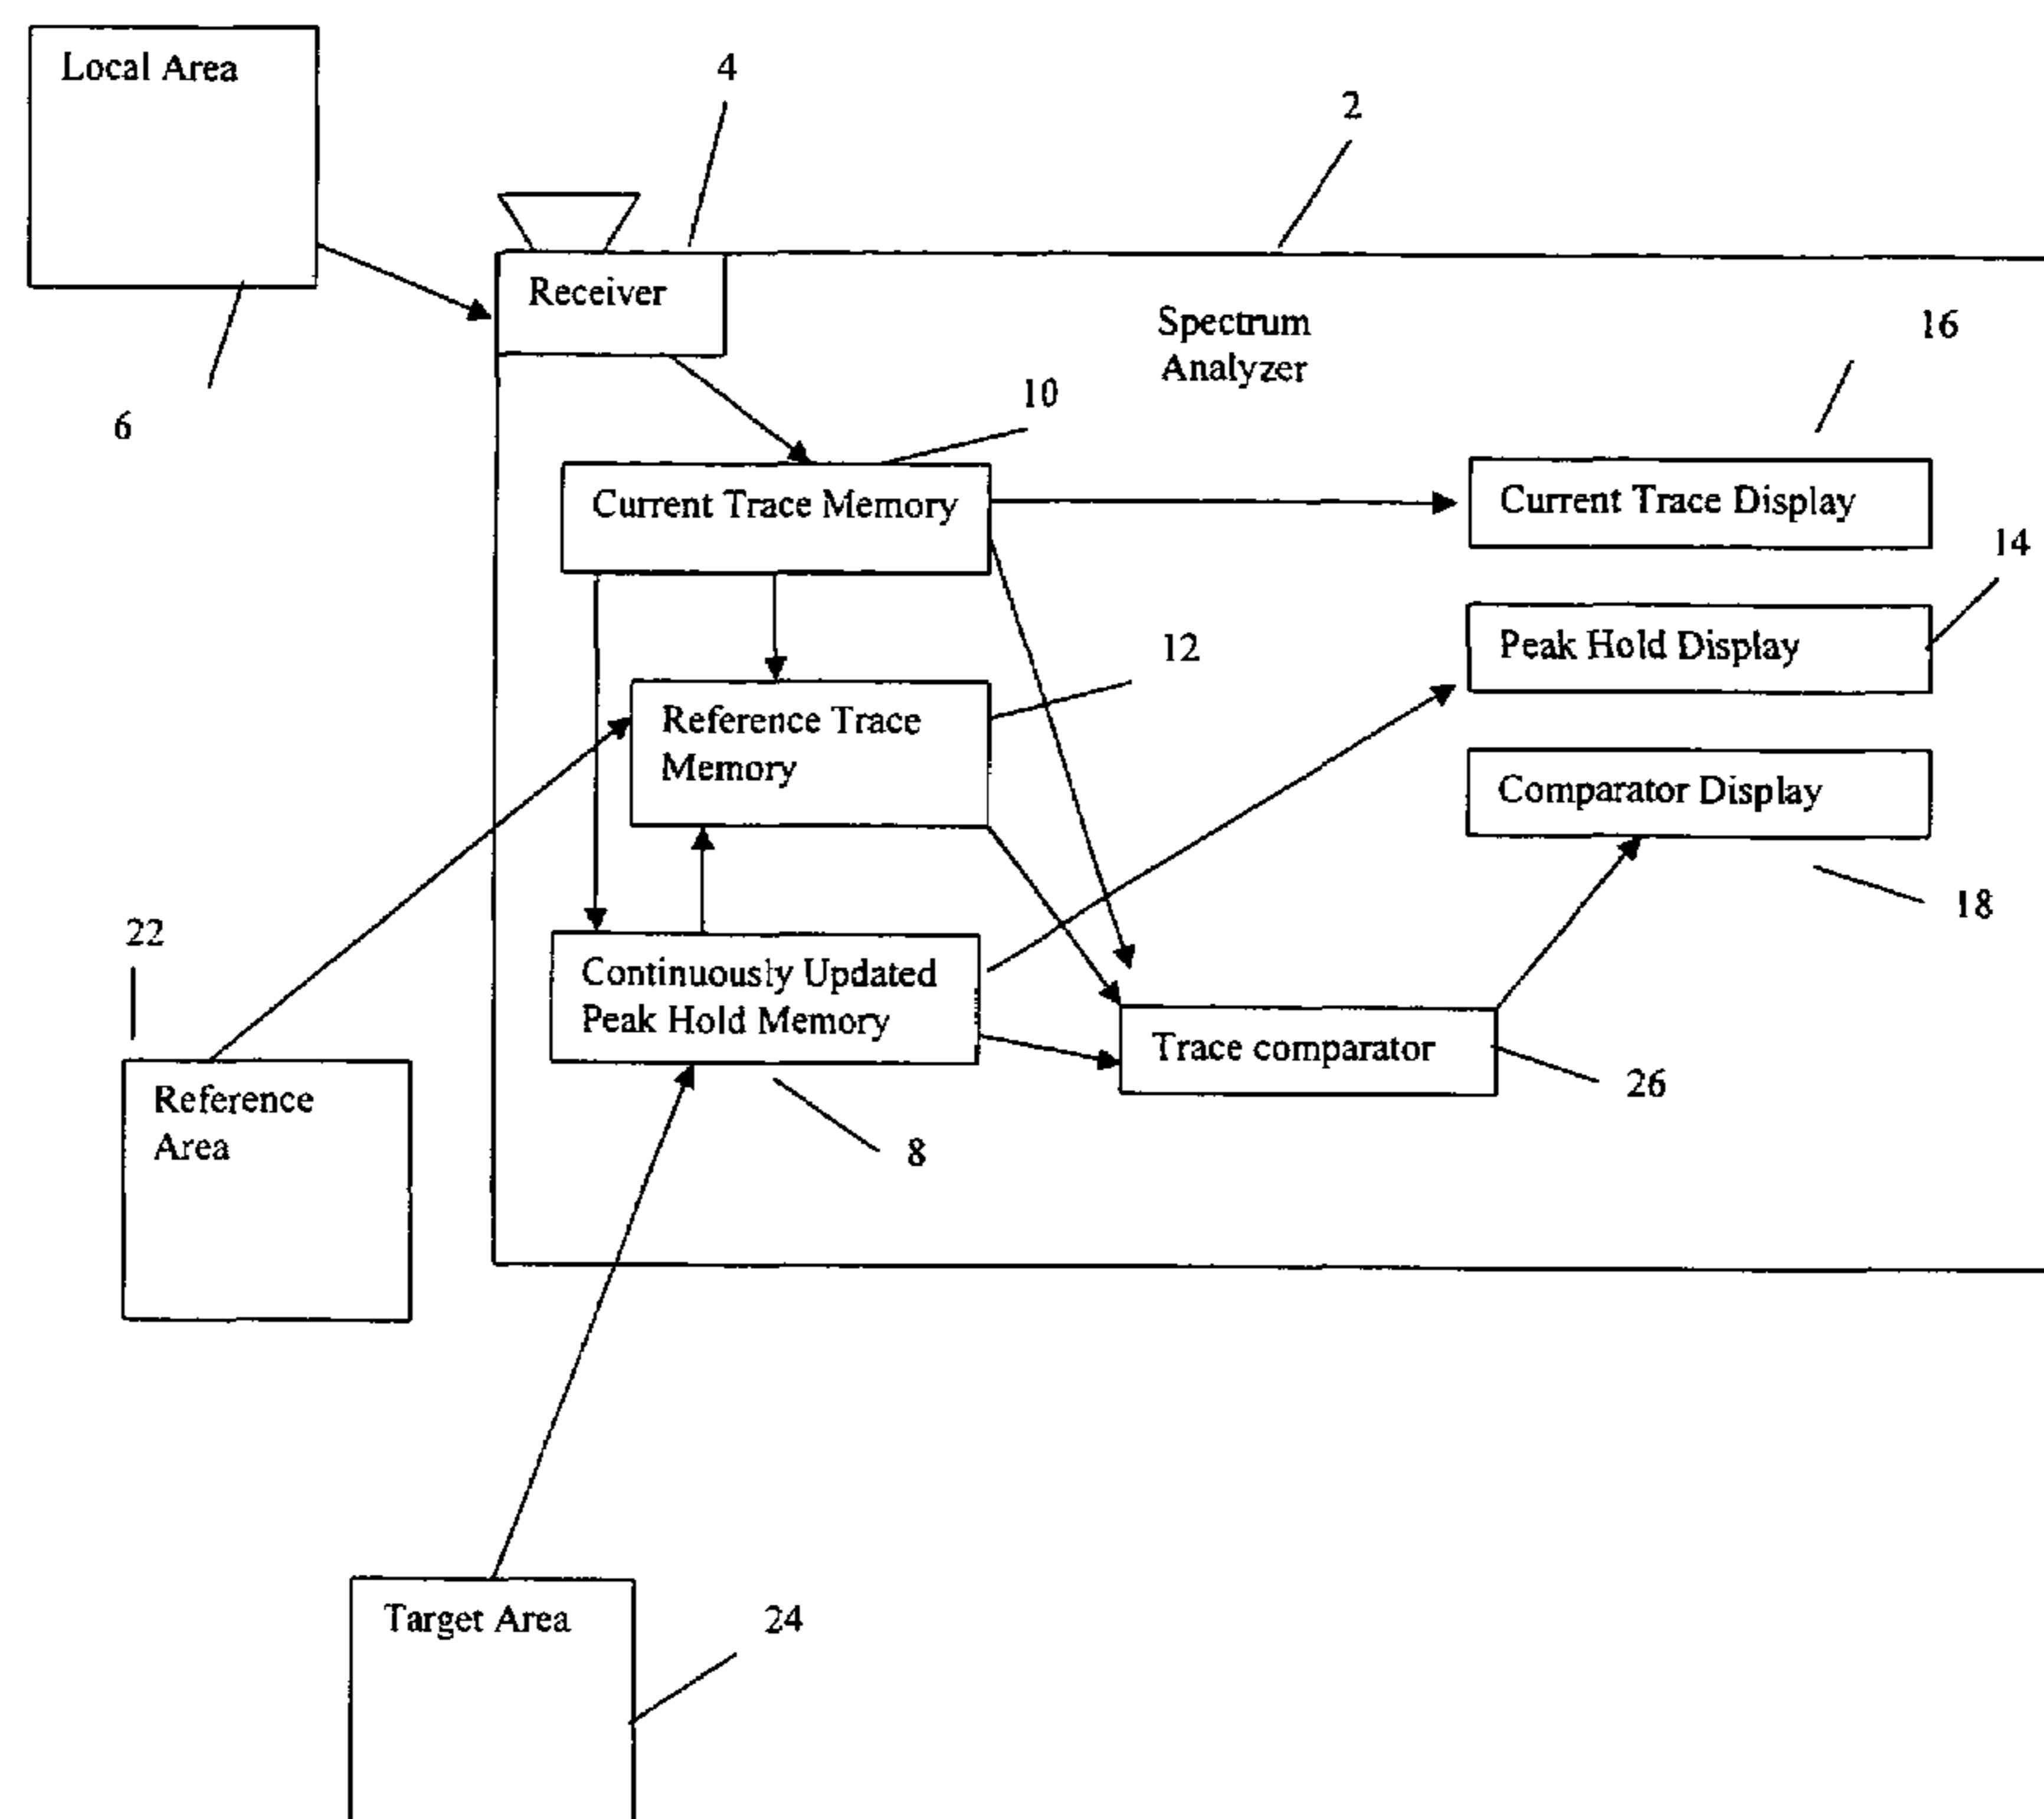 Local Area
4
2
Receiver
Spectrum
Analyzer
16
6
10
Current Trace Memory
Current Trace Display
14
Peak Hold Display
12
Reference Trace
Memory
Comparator Display
18
22
Continuously Updated
Peak Hold Memory
Trace comparator
26
Reference
Area
8
Target Area
24